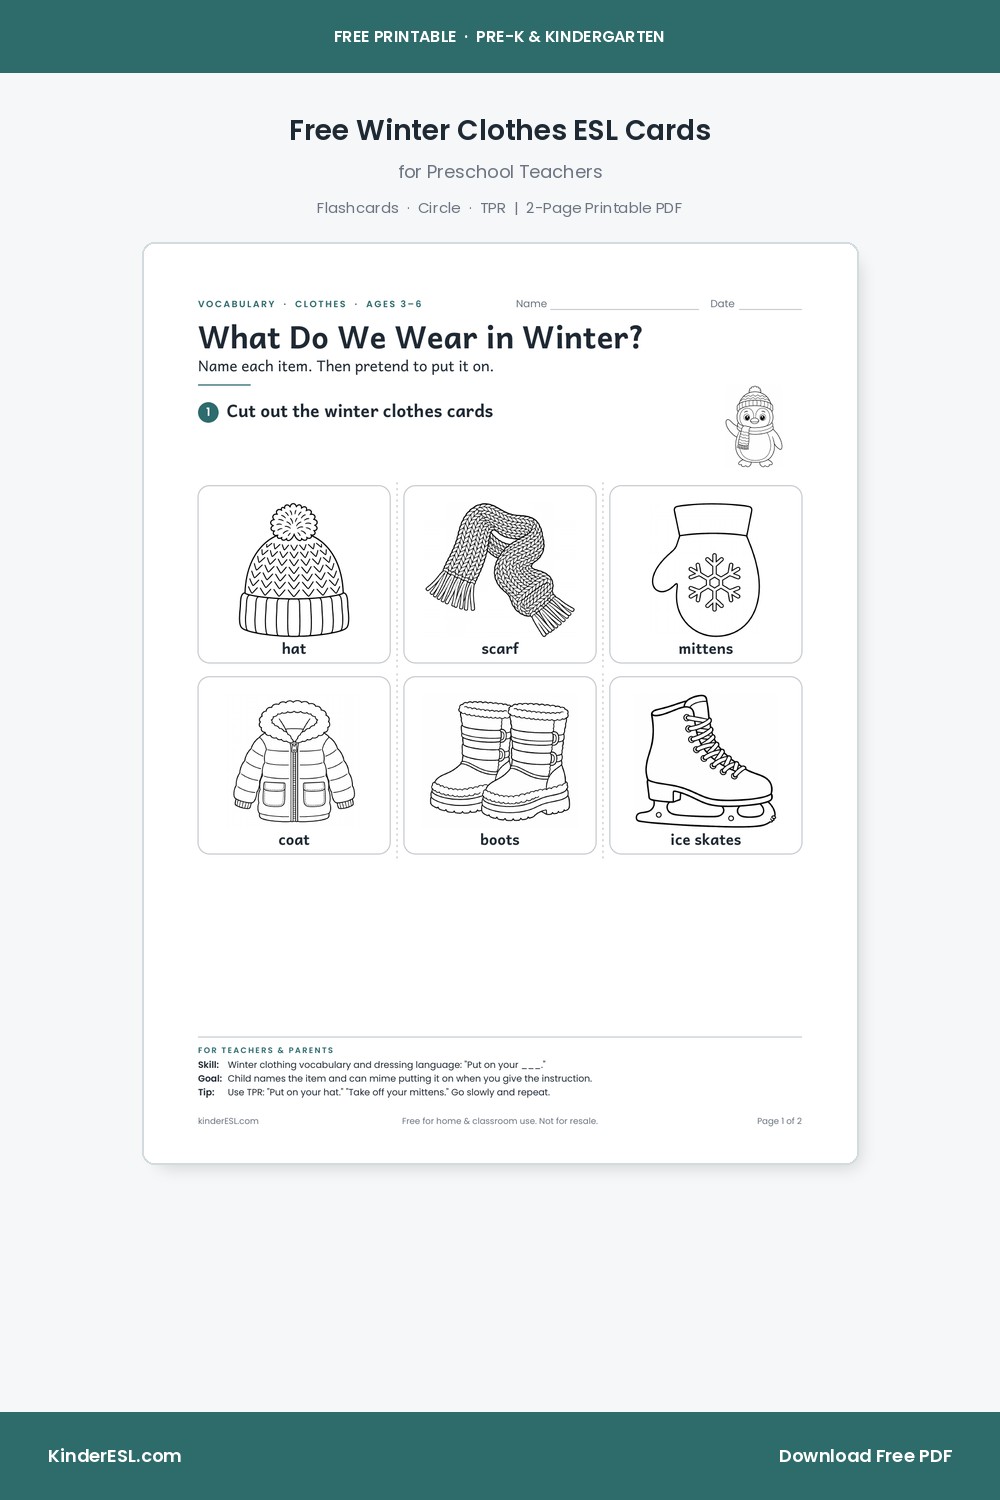 FREE PRINTABLE · PRE-K & KINDERGARTEN
Free Winter Clothes ESL Cards
for Preschool Teachers
Flashcards · Circle · TPR | 2-Page Printable PDF
VOCABULARY · CLOTHES · AGES 3–6 Name Date
What Do We Wear in Winter?
Name each item. Then pretend to put it on.
1 Cut out the winter clothes cards
hat scarf mittens
coat boots ice skates
FOR TEACHERS & PARENTS
Skill: Winter clothing vocabulary and dressing language: "Put on your ___."
Goal: Child names the item and can mime putting it on when you give the instruction.
Tip: Use TPR: "Put on your hat." "Take off your mittens." Go slowly and repeat.
kinderESL.com Free for home & classroom use. Not for resale. Page 1 of 2
KinderESL.com Download Free PDF